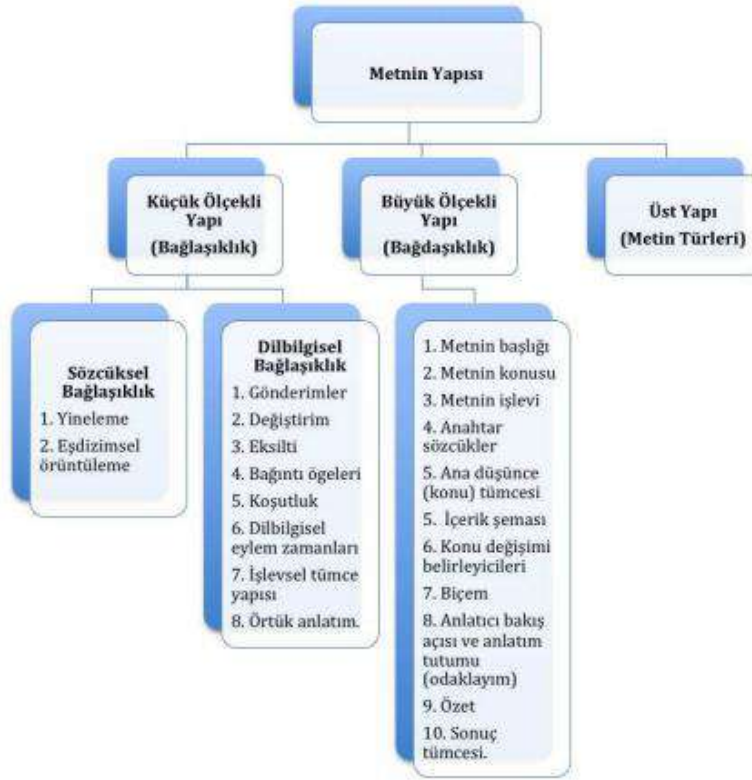 Metnin Yapısı
Küçük Ölçekli
Yapı
(Bağlaşıklık)
Büyük Ölçekli
Yapı
(Bağdaşıklık)
Üst Yapı
(Metin Türleri)
Sözcüksel
Bağlaşıklık
1. Yineleme
2. Eşdizimsel
örüntüleme
Dilbilgisel
Bağlaşıklık
1. Gönderimler
2. Değiştirim
3. Eksilti
4. Bağıntı ögeleri
5. Koşutluk
6. Dilbilgisel
eylem zamanları
7. İşlevsel tümce
yapısı
8. Örtük anlatım.
1. Metnin başlığı
2. Metnin konusu
3. Metnin işlevi
4. Anahtar
sözcükler
5. Ana düşünce
(konu) tümcesi
5. İçerik şeması
6. Konu değişimi
belirleyicileri
7. Biçem
8. Anlatıcı bakış
açısı ve anlatım
tutumu
(odaklayım)
9. Özet
10. Sonuç
tümcesi.